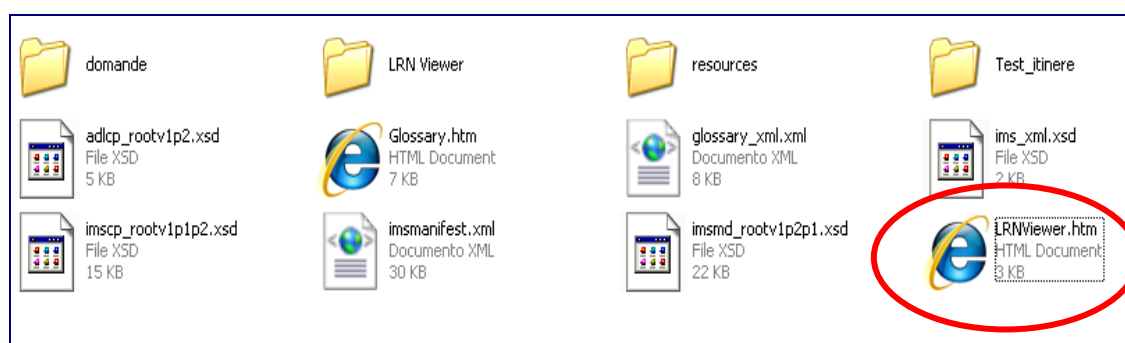 domande
LRN Viewer
resources
Test_itinere
adlcp_rootv1p2.xsd
File XSD
5 KB
Glossary.htm
HTML Document
7 KB
glossary_xml.xml
Documento XML
8 KB
ims_xml.xsd
File XSD
2 KB
imscp_rootv1p1p2.xsd
File XSD
15 KB
imsmanifest.xml
Documento XML
30 KB
imsmd_rootv1p2p1.xsd
File XSD
22 KB
LRNViewer.htm
HTML Document
3 KB